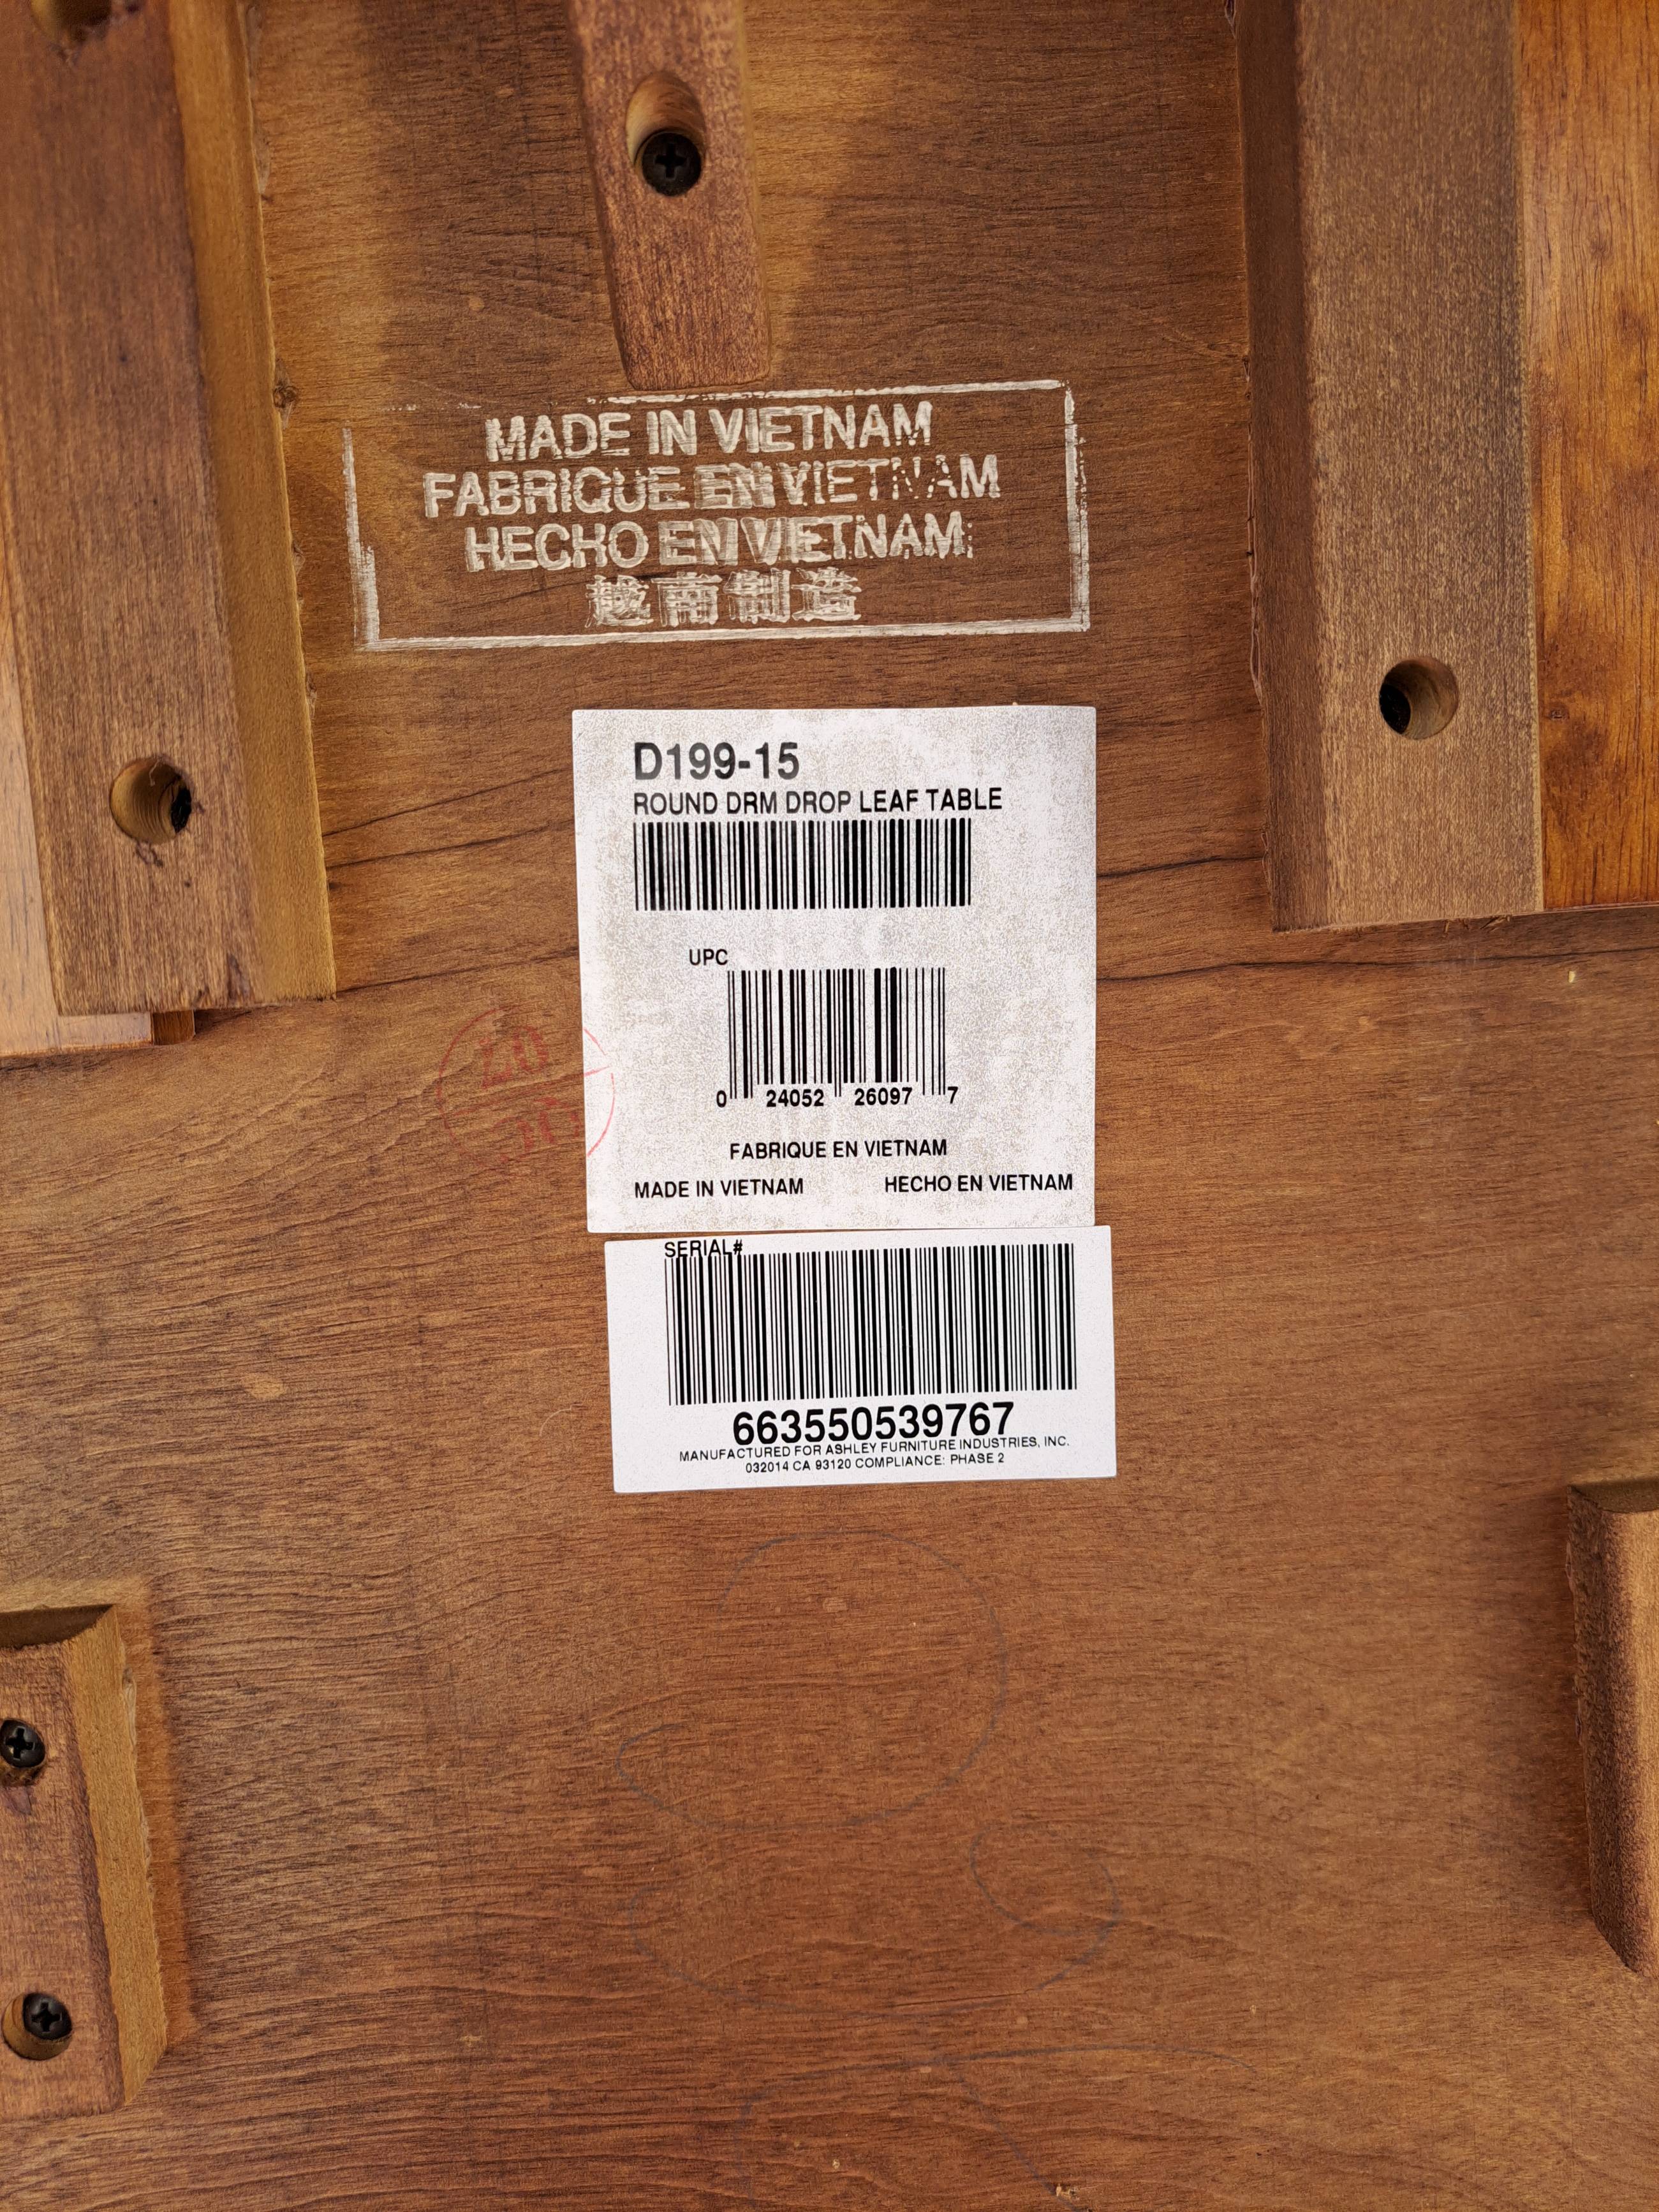 MADE IN VIETNAM
FABRIQUE EN VIETNAM
HECHO EN VIETNAM
越南制造
D199-15
ROUND DRM DROP LEAF TABLE
UPC
0 24052 26097 7
FABRIQUE EN VIETNAM
MADE IN VIETNAM HECHO EN VIETNAM
SERIAL#
663550539767
MANUFACTURED FOR ASHLEY FURNITURE INDUSTRIES, INC.
032014 CA 93120 COMPLIANCE: PHASE 2